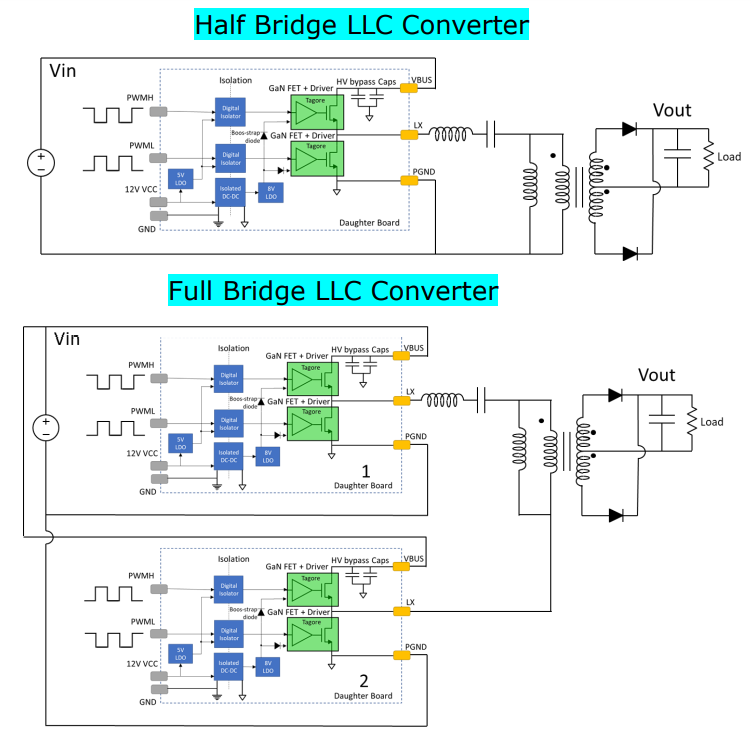 Half Bridge LLC Converter
Vin
Isolation
HV bypass Caps
VBUS
GaN FET + Driver
PWMH
Digital
Isolator
Tagore
Vout
LX
Boos-strap
diode
GaN FET + Driver
PWML
Digital
Isolator
Tagore
Load
5V
LDO
12V VCC
Isolated
DC-DC
8V
LDO
PGND
GND
Daughter Board
Full Bridge LLC Converter
Vin
Isolation
HV bypass Caps
VBUS
GaN FET + Driver
PWMH
Digital
Isolator
Tagore
Vout
LX
Boos-strap
diode
GaN FET + Driver
PWML
Digital
Isolator
Tagore
Load
5V
LDO
12V VCC
Isolated
DC-DC
8V
LDO
PGND
GND
1
Daughter Board
Isolation
HV bypass Caps
VBUS
GaN FET + Driver
PWMH
Digital
Isolator
Tagore
LX
Boos-strap
diode
GaN FET + Driver
PWML
Digital
Isolator
Tagore
5V
LDO
12V VCC
Isolated
DC-DC
8V
LDO
PGND
GND
2
Daughter Board